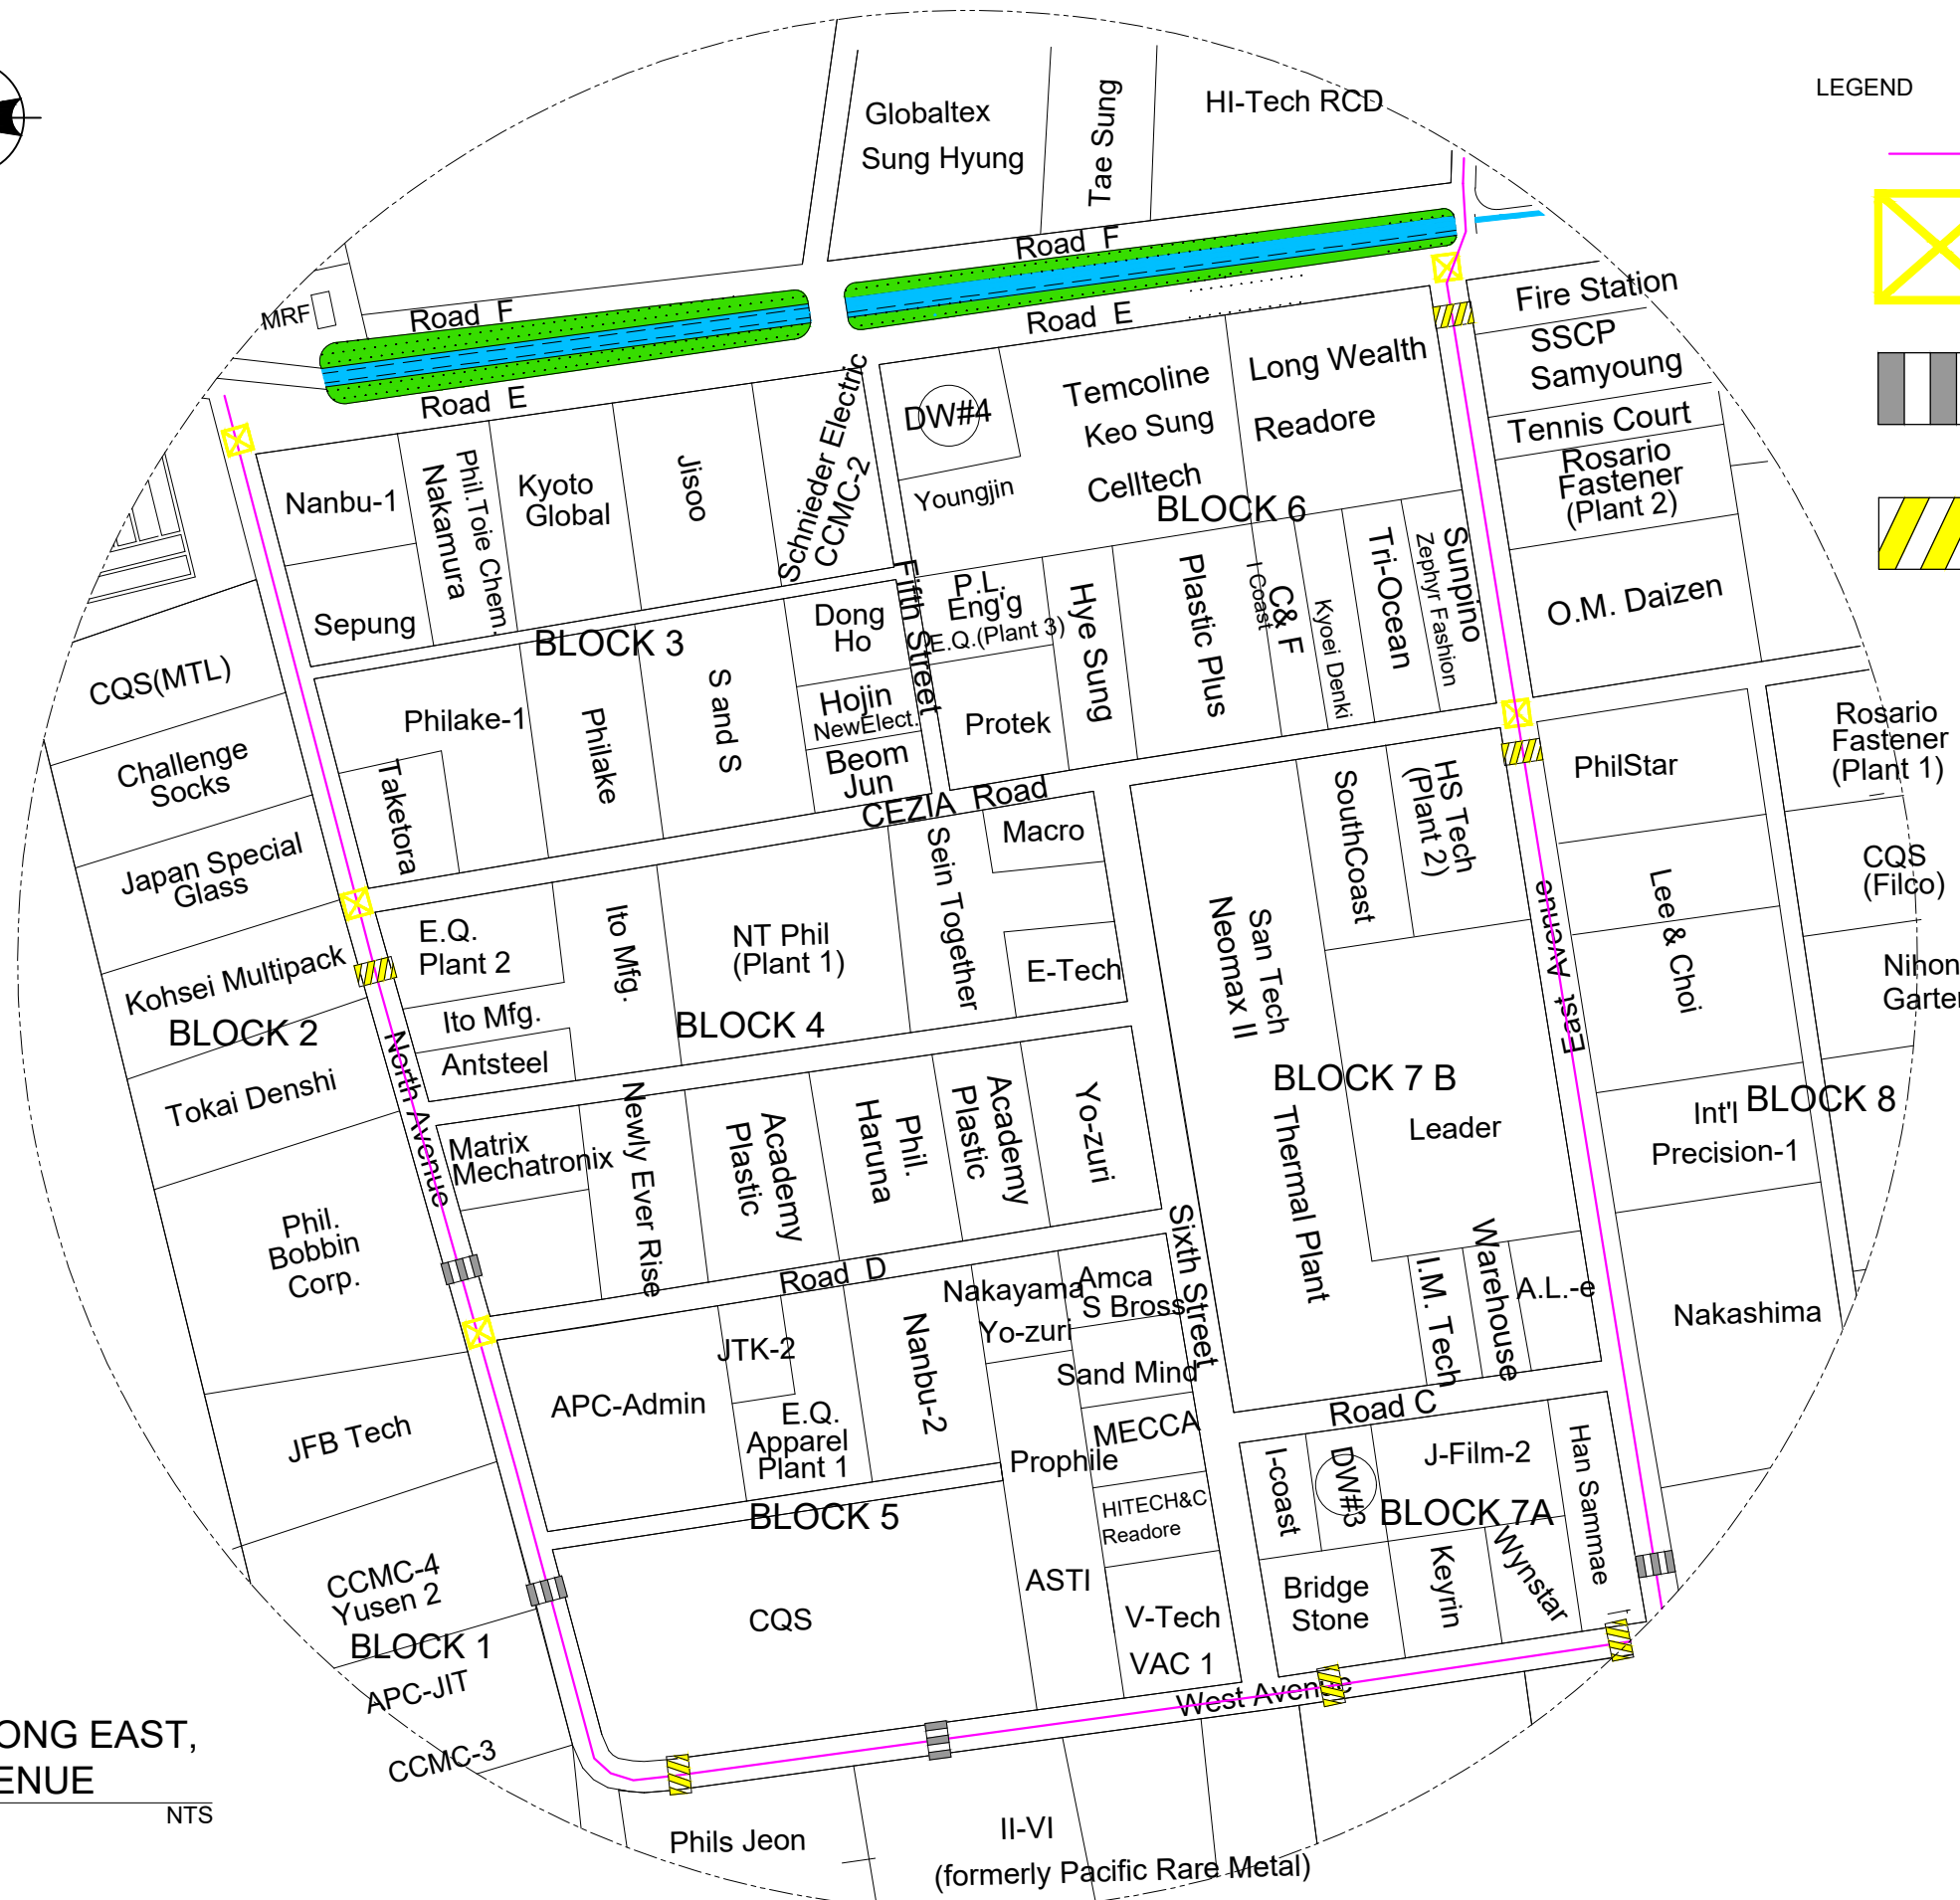 LEGEND
Globaltex
Sung Hyung
Tae Sung
HI-Tech RCD
MRF
Road F
Road F
Road E
Road E
Fire Station
SSCP
Samyoung
Tennis Court
Rosario
Fastener
(Plant 2)
O.M. Daizen
Nanbu-1
Sepung
Phil.Toie Chem.
Nakamura
Kyoto
Global
Jisoo
Schnieder Electric
CCMC-2
DW#4
Youngjin
Temcoline
Keo Sung
Celltech
Long Wealth
Readore
BLOCK 6
Fifth Street
P.L.
Eng'g
E.Q.(Plant 3)
Protek
Hye Sung
Plastic Plus
C& F
I Coast
Kyoei Denki
Tri-Ocean
Sunpino
Zephyr Fashion
BLOCK 3
Philake-1
Taketora
Philake
S and S
Dong
Ho
Hojin
NewElect.
Beom
Jun
CEZIA Road
CQS(MTL)
Challenge
Socks
Japan Special
Glass
Kohsei Multipack
BLOCK 2
Tokai Denshi
Phil.
Bobbin
Corp.
JFB Tech
CCMC-4
Yusen 2
BLOCK 1
APC-JIT
CCMC-3
North Avenue
E.Q.
Plant 2
Ito Mfg.
Ito Mfg.
Antsteel
NT Phil
(Plant 1)
BLOCK 4
Sein Together
Macro
E-Tech
Matrix
Mechatronix
Newly Ever Rise
Academy
Plastic
Phil.
Haruna
Academy
Plastic
Yo-zuri
Road D
Sixth Street
APC-Admin
JTK-2
E.Q.
Apparel
Plant 1
Nanbu-2
Nakayama
Yo-zuri
Amca
S Bross
Sand Mind
MECCA
Prophile
HITECH&C
Readore
ASTI
V-Tech
VAC 1
BLOCK 5
CQS
West Avenue
San Tech
Neomax II
SouthCoast
HS Tech
(Plant 2)
BLOCK 7 B
Leader
Thermal Plant
I.M. Tech
Warehouse
A.L.-e
Road C
I-coast
DW#3
J-Film-2
Han Sammae
BLOCK 7A
Bridge
Stone
Keyrin
Wynstar
East Avenue
PhilStar
Lee & Choi
Int'l
Precision-1
BLOCK 8
Nakashima
Rosario
Fastener
(Plant 1)
CQS
(Filco)
Nihon
Garte
Phils Jeon
II-VI
(formerly Pacific Rare Metal)
ONG EAST,
ENUE
NTS